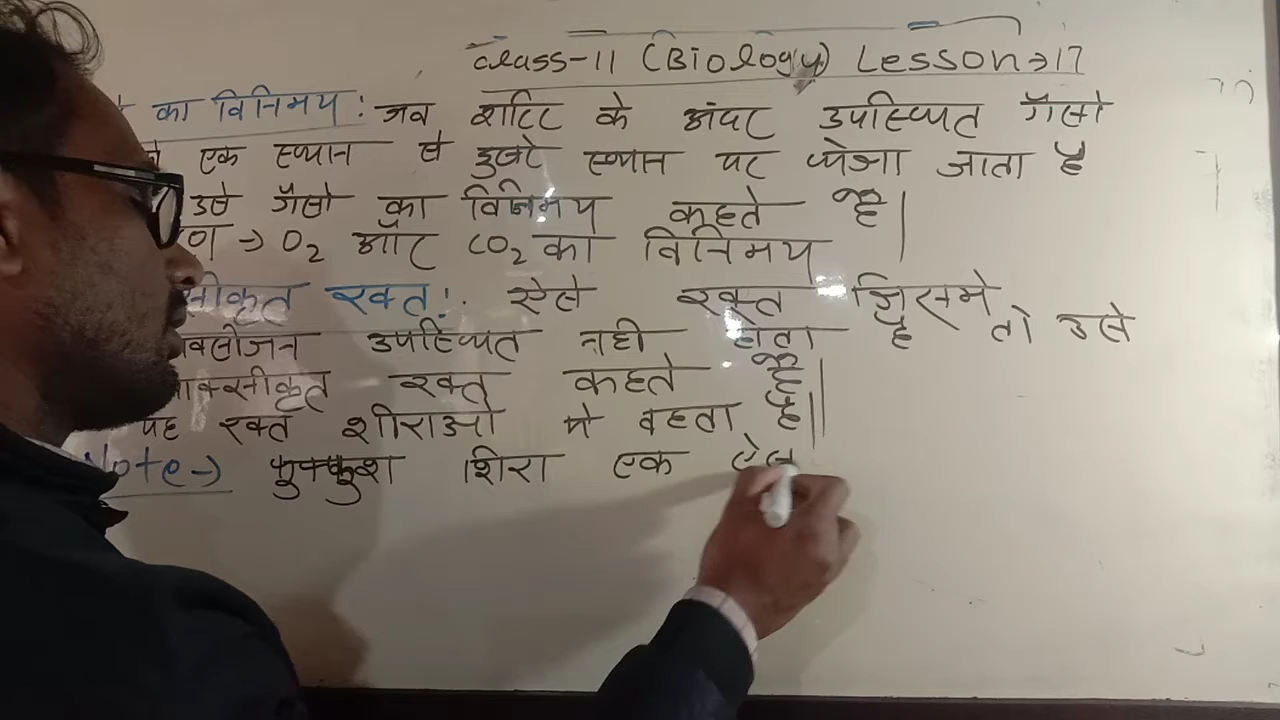 class-11 (Biology) Lesson→17
का विनिमय : जब शरिर के अंदर उपस्थित गैसो
एक स्थान से दुसरे स्थान पर भेजा जाता है
उसे गैसो का विनिमय कहते है|
→ O₂ और CO₂ का विनिमय
सीकृत रक्त :. ऐसे रक्त जिसमे
क्सीजन उपस्थित नही होता है तो उसे
क्सीकृत रक्त कहते है|
यह रक्त शीराओ मे बहता है||
Note→ फुफ्फुश शिरा एक ऐस